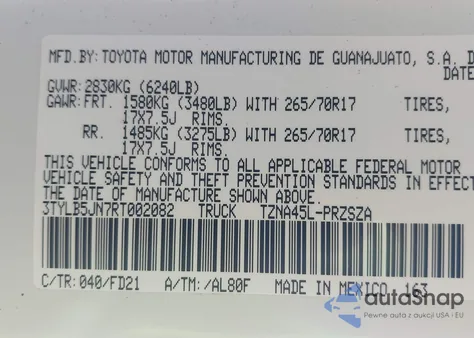 MFD.BY:TOYOTA MOTOR MANUFACTURING DE GUANAJUATO, S.A. D
DATE
GVWR:2830KG (6240LB)
GAWR:FRT. 1580KG (3480LB) WITH 265/70R17 TIRES,
17X7.5J RIMS.
RR. 1485KG (3275LB) WITH 265/70R17 TIRES,
17X7.5J RIMS.
THIS VEHICLE CONFORMS TO ALL APPLICABLE FEDERAL MOTOR
VEHICLE SAFETY AND THEFT PREVENTION STANDARDS IN EFFECT
THE DATE OF MANUFACTURE SHOWN ABOVE.
3TYLB5JN7RT002082 TRUCK TZNA45L-PRZSZA
C/TR:040/FD21 A/TM:/AL80F MADE IN MEXICO 163
autoSnap
Pewne auta z aukcji USA i EU